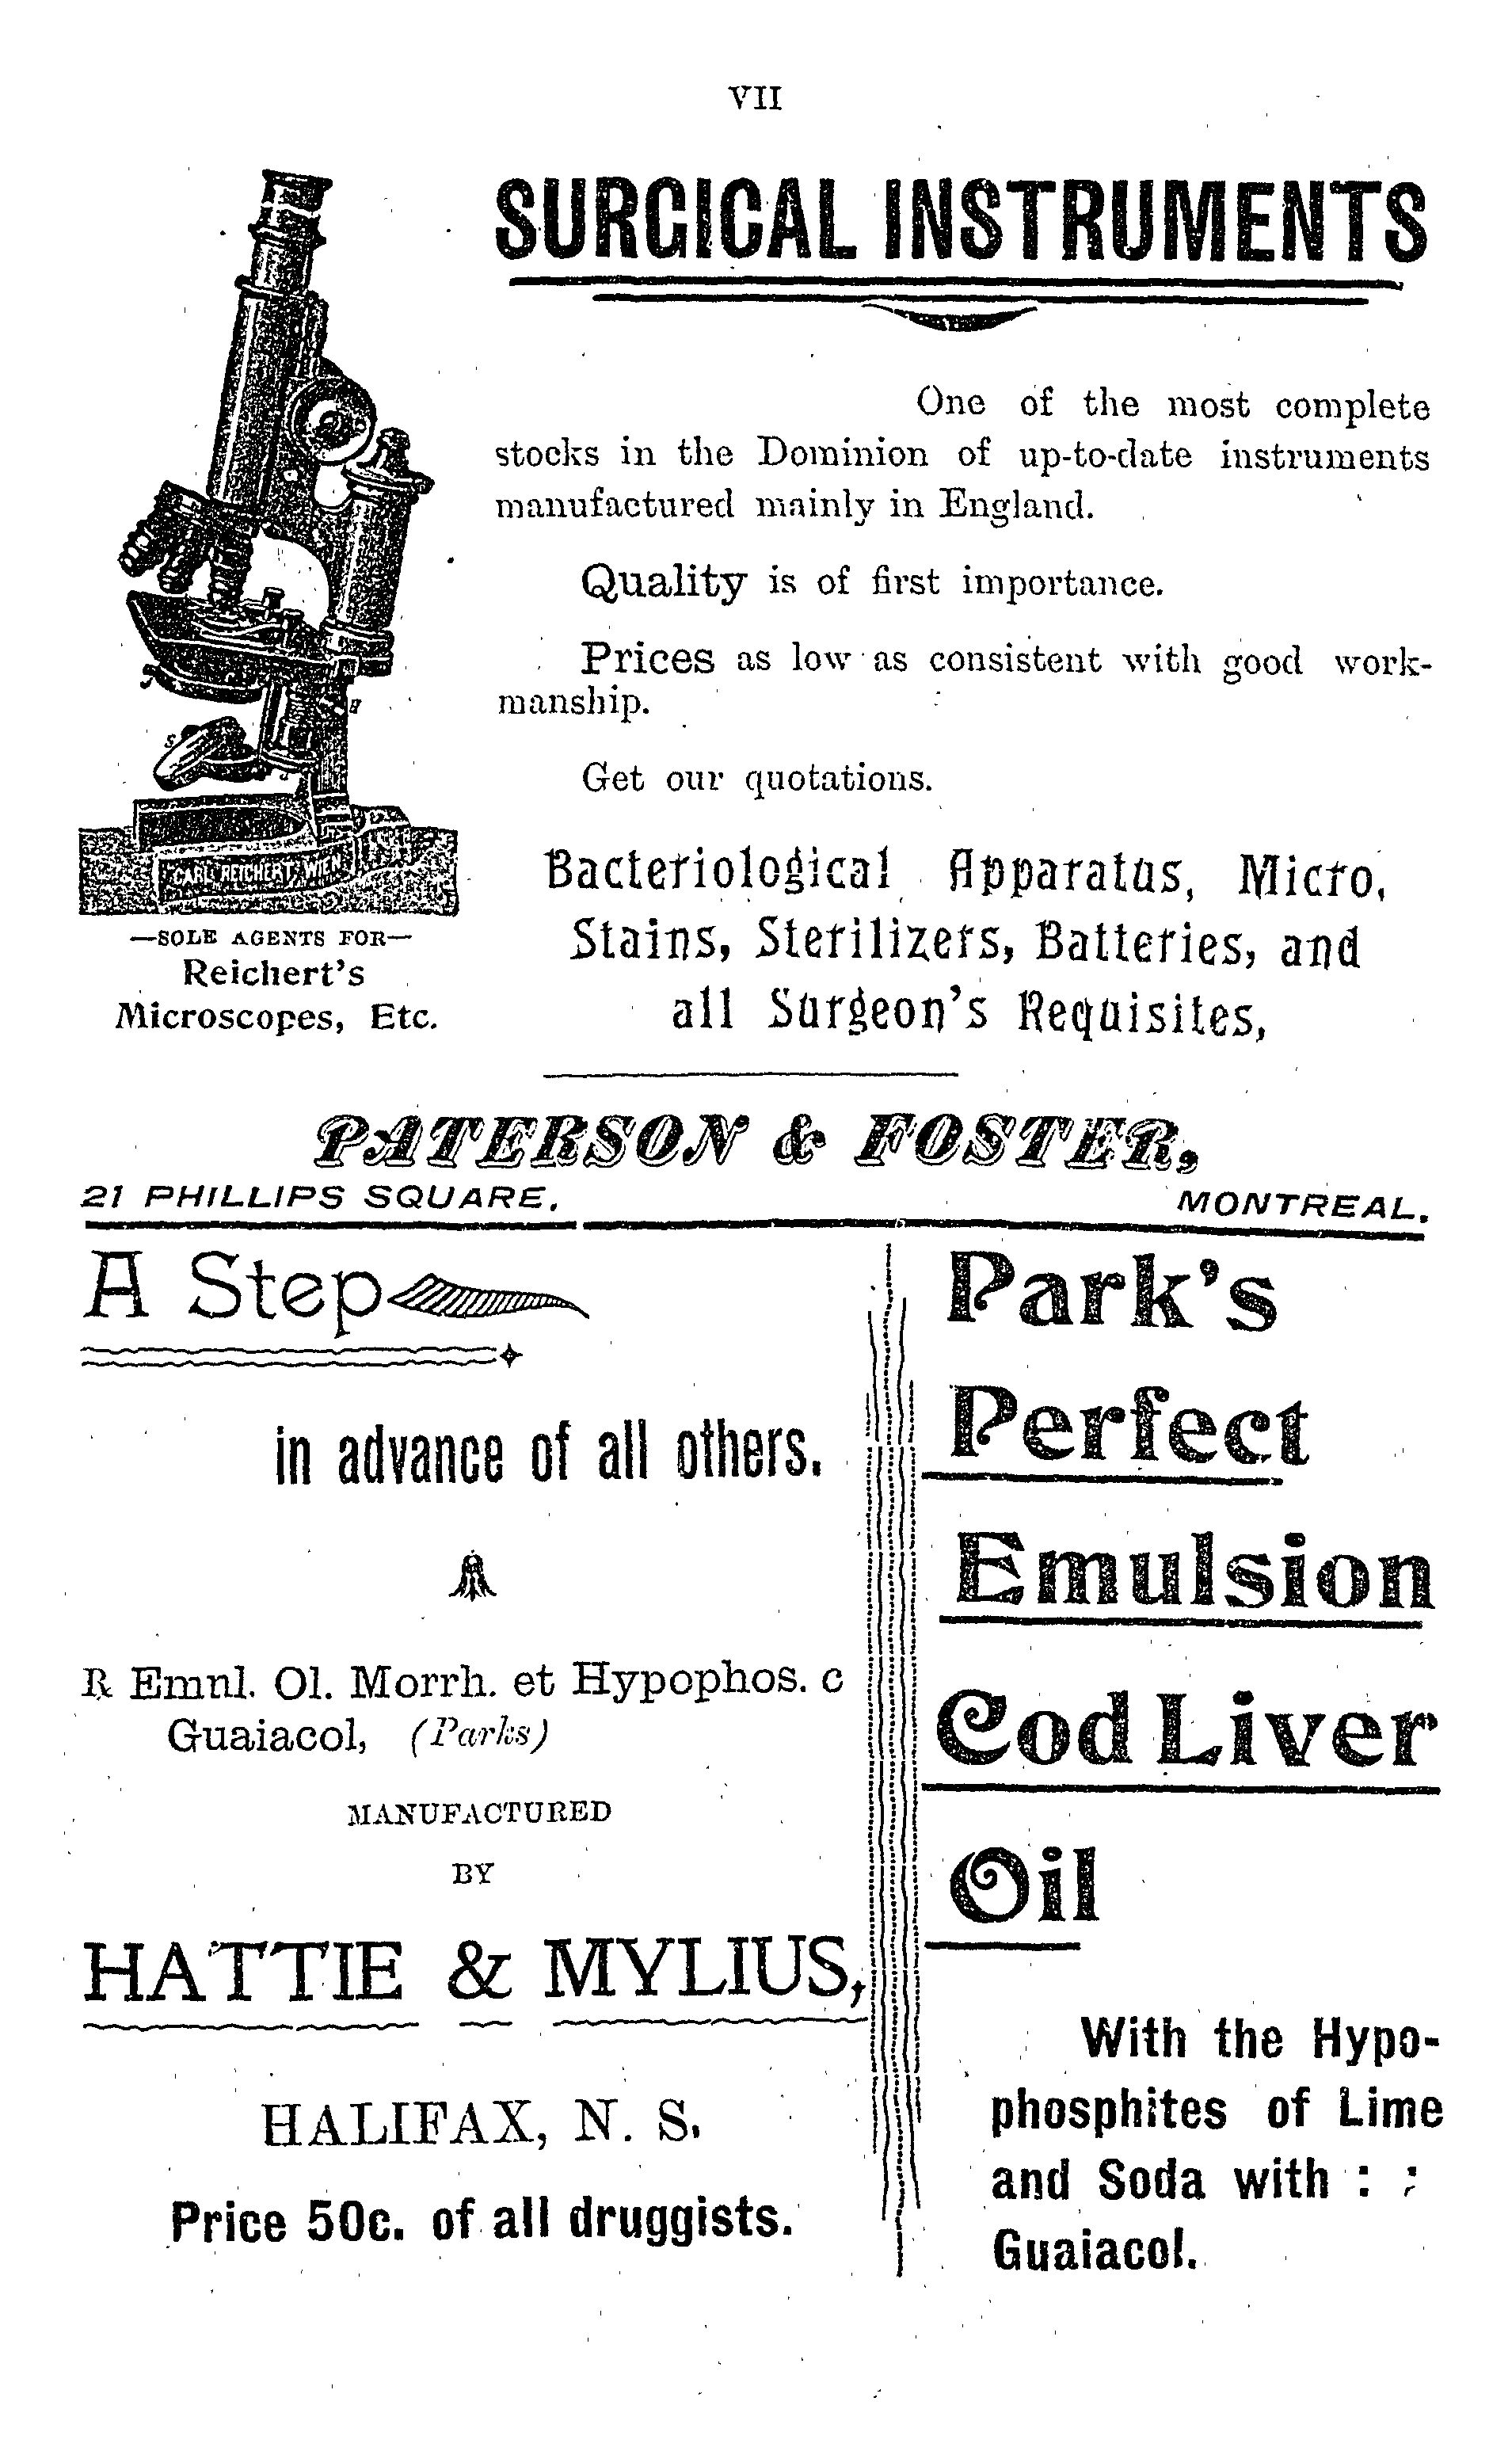 VII
SURGICAL INSTRUMENTS
One of the most complete
stocks in the Dominion of up-to-date instruments
manufactured mainly in England.
Quality is of first importance.
Prices as low as consistent with good work-
manship.
Get our quotations.
Bacteriological Apparatus, Micro,
Stains, Sterilizers, Batteries, and
all Surgeon's Requisites,
CARL REICHERT WIEN
—SOLE AGENTS FOR—
Reichert's
Microscopes, Etc.
PATERSON & FOSTER,
21 PHILLIPS SQUARE. MONTREAL.
A Step
in advance of all others.
℞ Emnl. Ol. Morrh. et Hypophos. c
Guaiacol, (Parks)
MANUFACTURED
BY
HATTIE & MYLIUS,
HALIFAX, N. S.
Price 50c. of all druggists.
Park's
Perfect
Emulsion
Cod Liver
Oil
With the Hypo-
phosphites of Lime
and Soda with : :
Guaiacol.